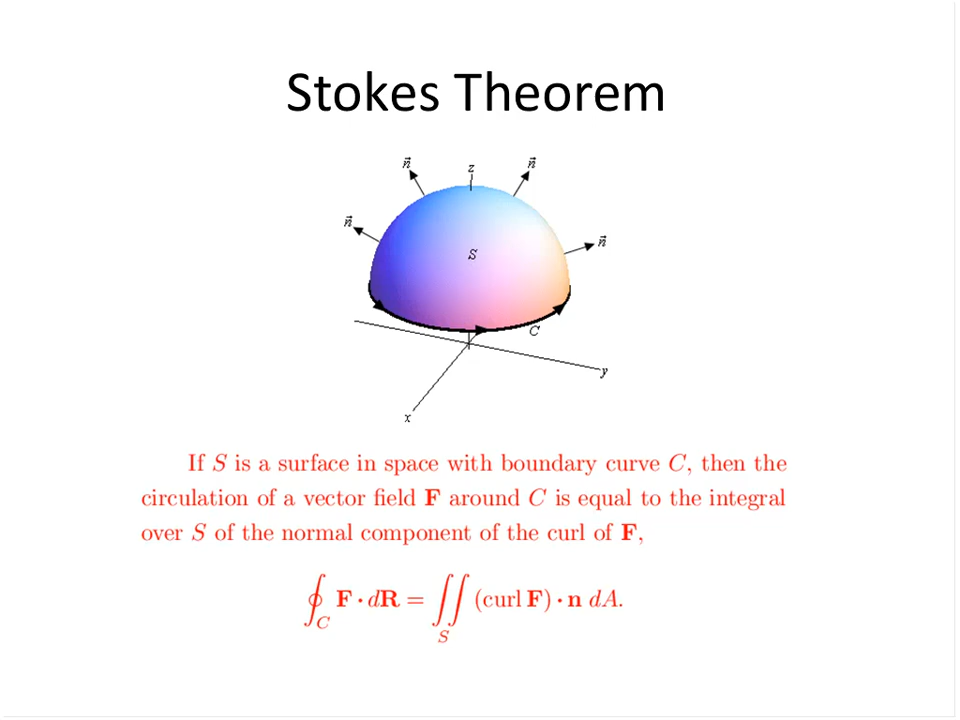 Stokes Theorem
n⃗
z
n⃗
n⃗
n⃗
S
C
y
x
If S is a surface in space with boundary curve C, then the
circulation of a vector field F around C is equal to the integral
over S of the normal component of the curl of F,
∮_C F · dR = ∬_S (curl F) · n dA.